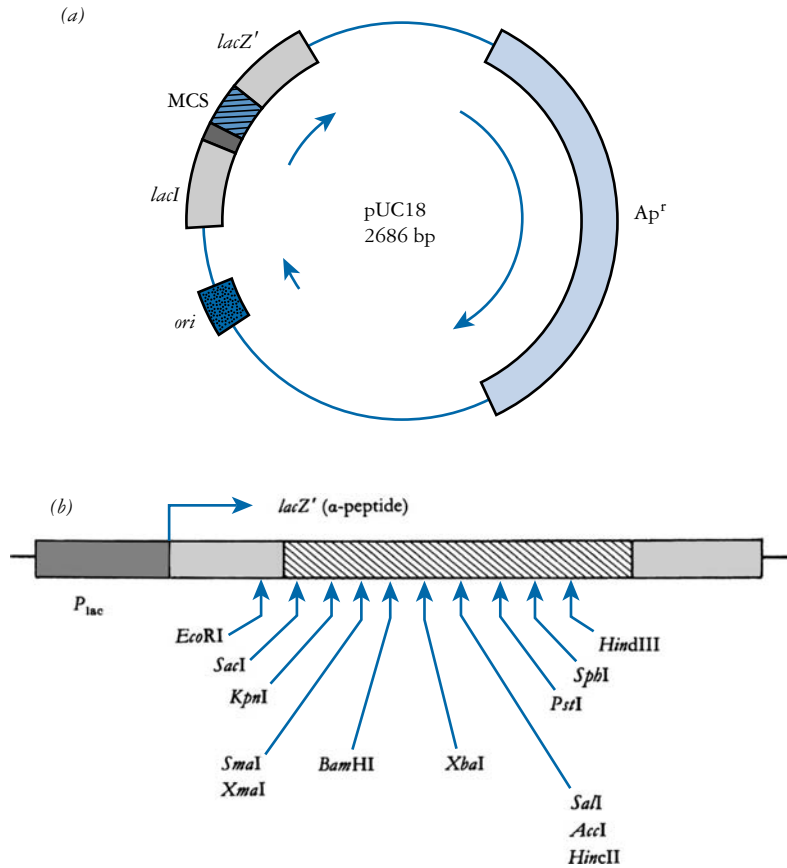 (a)
lacZ'
MCS
lacI
ori
pUC18
2686 bp
Apʳ
(b)
lacZ' (α-peptide)
Plac
EcoRI
SacI
KpnI
SmaI
XmaI
BamHI
XbaI
SalI
AccI
HincII
PstI
SphI
HindIII